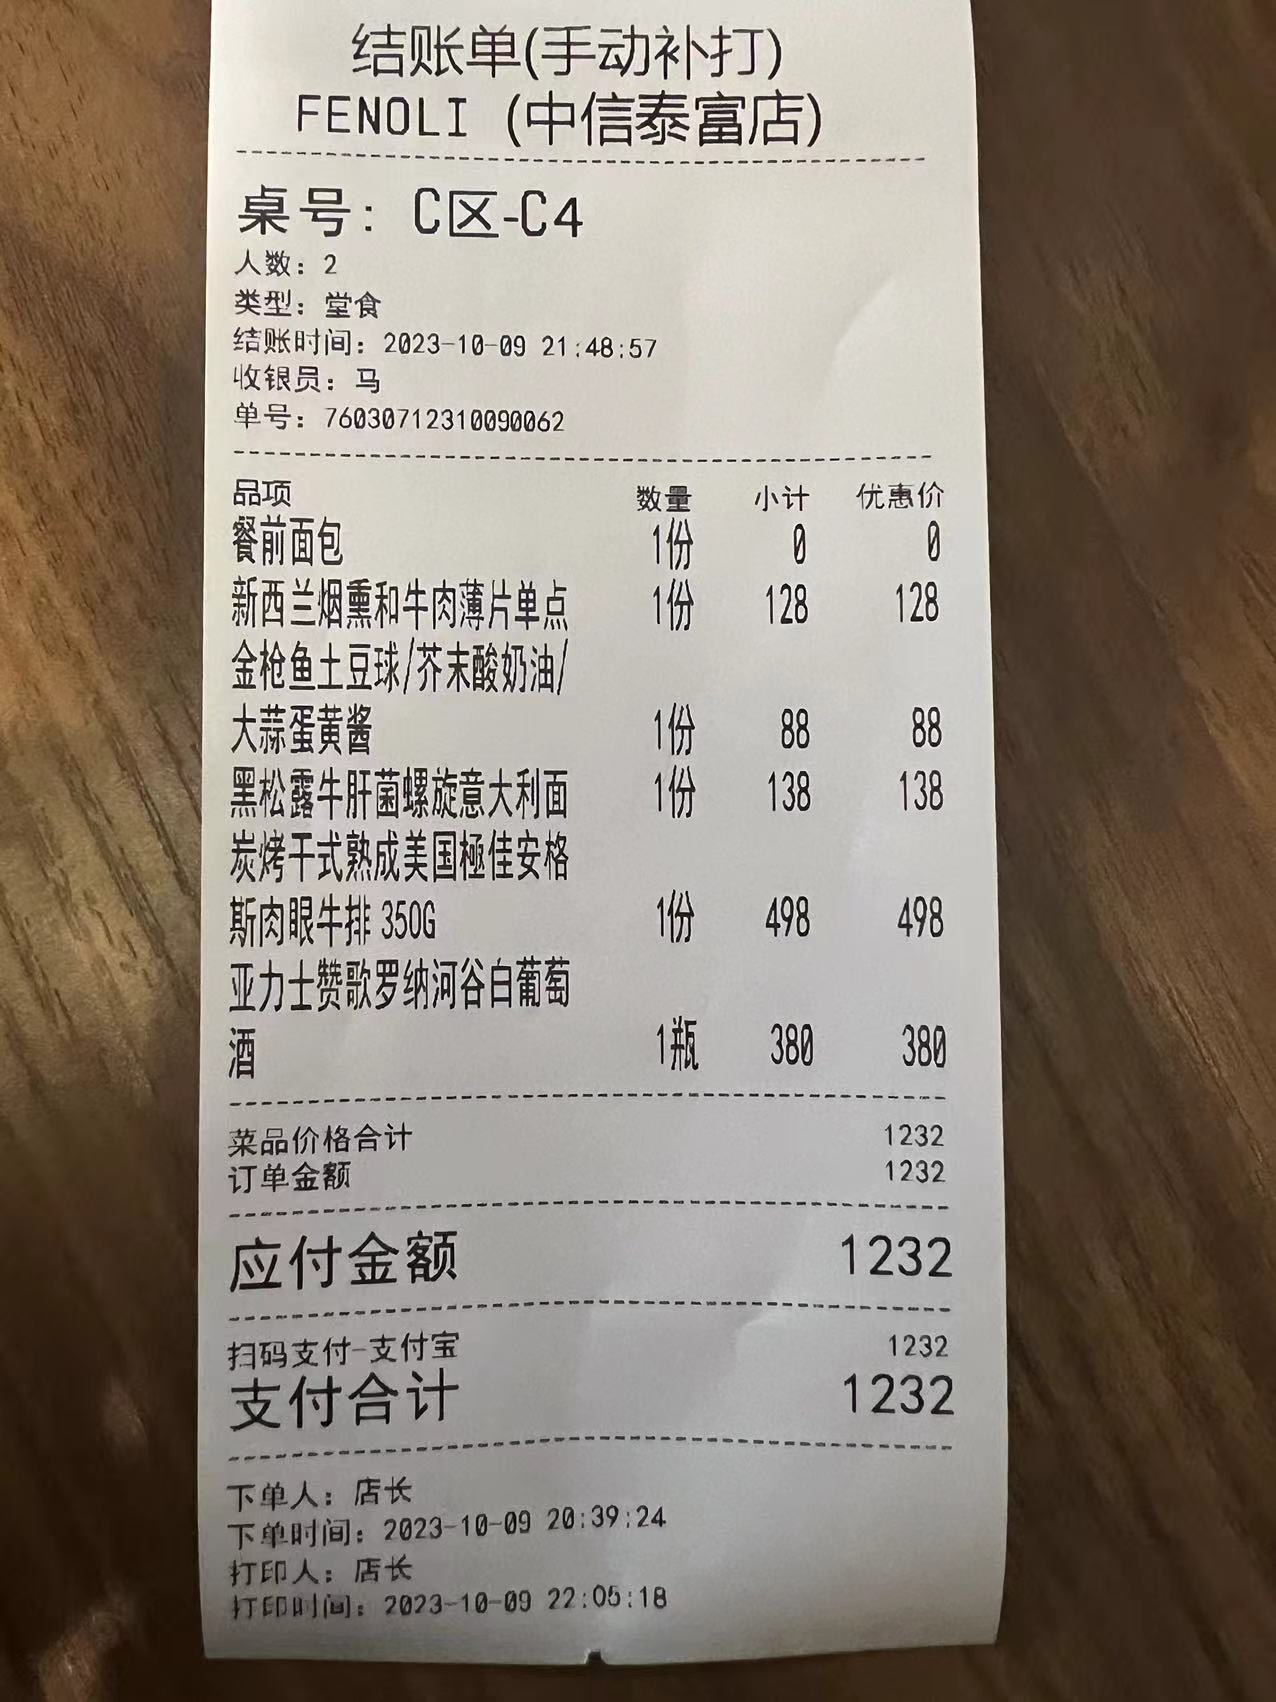 结账单(手动补打)
FENOLI (中信泰富店)
桌号: C区-C4
人数: 2
类型: 堂食
结账时间: 2023-10-09 21:48:57
收银员: 马
单号: 76030712310090062
品项 数量 小计 优惠价
餐前面包 1份 0 0
新西兰烟熏和牛肉薄片单点 1份 128 128
金枪鱼土豆球/芥末酸奶油/
大蒜蛋黄酱 1份 88 88
黑松露牛肝菌螺旋意大利面 1份 138 138
炭烤干式熟成美国極佳安格
斯肉眼牛排 350G 1份 498 498
亚力士赞歌罗纳河谷白葡萄
酒 1瓶 380 380
菜品价格合计 1232
订单金额 1232
应付金额 1232
扫码支付-支付宝 1232
支付合计 1232
下单人: 店长
下单时间: 2023-10-09 20:39:24
打印人: 店长
打印时间: 2023-10-09 22:05:18